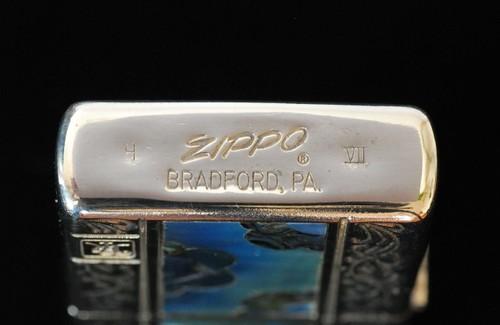 H ZIPPO® VII
BRADFORD, PA.